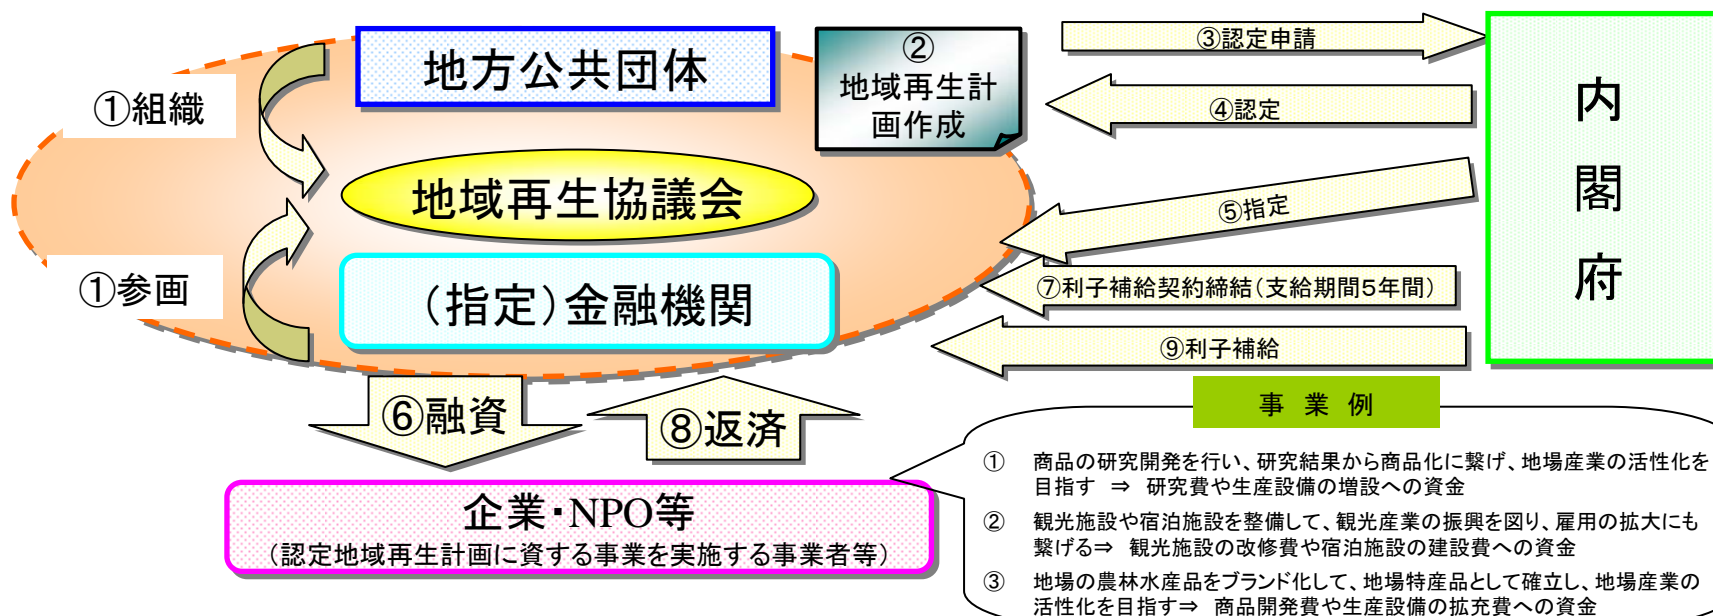 地方公共団体
②
地域再生計
画作成
①組織
地域再生協議会
①参画
(指定)金融機関
③認定申請
④認定
⑤指定
⑦利子補給契約締結(支給期間5年間)
⑨利子補給
内
閣
府
⑥融資
⑧返済
企業・NPO等
(認定地域再生計画に資する事業を実施する事業者等)
事 業 例
① 商品の研究開発を行い、研究結果から商品化に繋げ、地場産業の活性化を
目指す ⇒ 研究費や生産設備の増設への資金
② 観光施設や宿泊施設を整備して、観光産業の振興を図り、雇用の拡大にも
繋げる⇒ 観光施設の改修費や宿泊施設の建設費への資金
③ 地場の農林水産品をブランド化して、地場特産品として確立し、地場産業の
活性化を目指す⇒ 商品開発費や生産設備の拡充費への資金